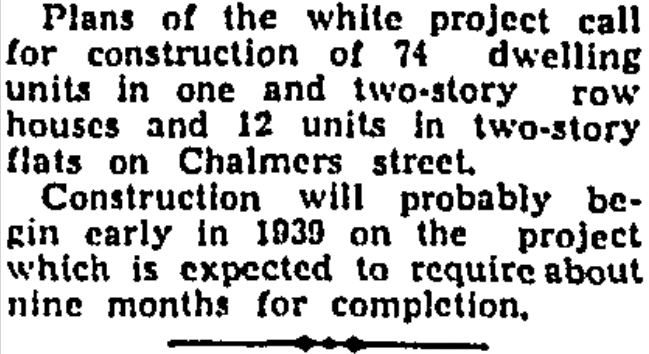 Plans of the white project call
for construction of 74 dwelling
units in one and two-story row
houses and 12 units in two-story
flats on Chalmers street.
Construction will probably be-
gin early in 1939 on the project
which is expected to require about
nine months for completion.